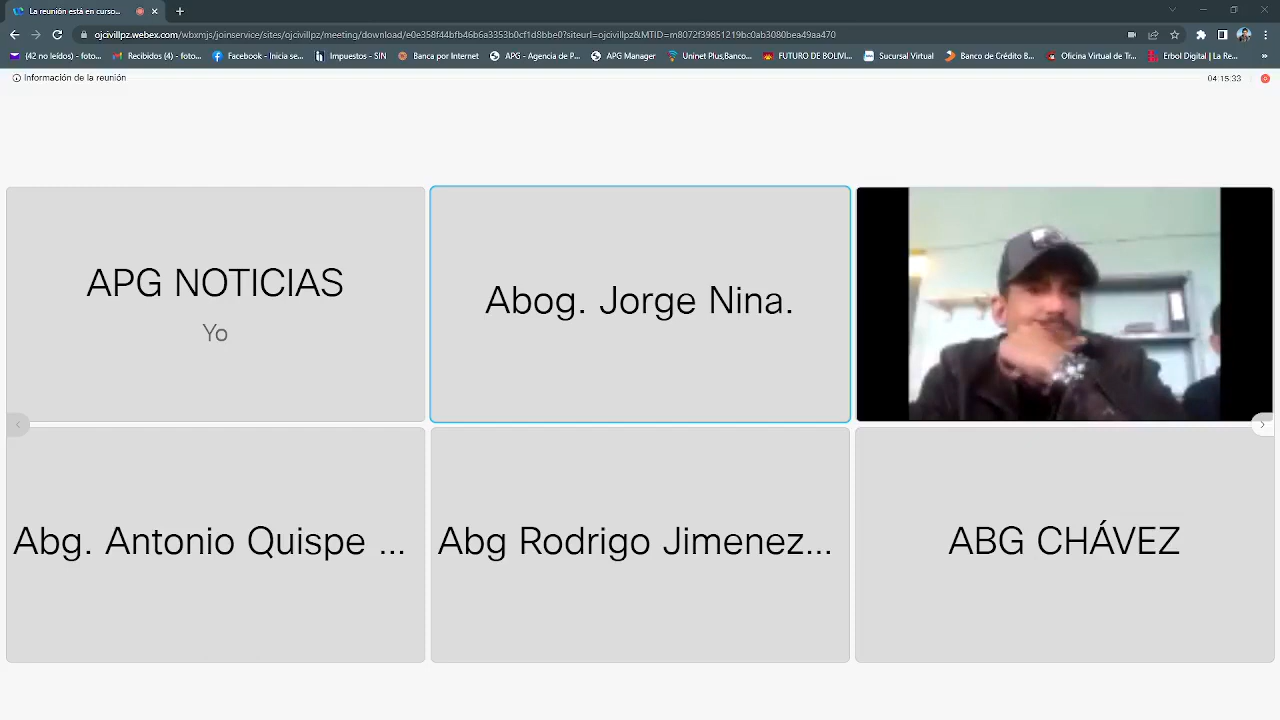 La reunión está en curso...
ojcivillpz.webex.com/wbxmjs/joinservice/sites/ojcivillpz/meeting/download/e0e358f44b1b46b6a3353b0cf1d8bbe0?siteurl=ojcivillpz&MTID=m8072f39851219bc0ab3080bea49aa470
(42 no leídos) - foto...
Recibidos (4) - foto...
Facebook - Inicia se...
Impuestos - SIN
Banca por Internet
APG - Agencia de P...
APG Manager
Uninet Plus,Banco...
FUTURO DE BOLIVI...
Sucursal Virtual
Banco de Crédito B...
Oficina Virtual de Tr...
Erbol Digital | La Re...
Información de la reunión
04:15:33
APG NOTICIAS
Yo
Abog. Jorge Nina.
Abg. Antonio Quispe ...
Abg Rodrigo Jimenez...
ABG CHÁVEZ